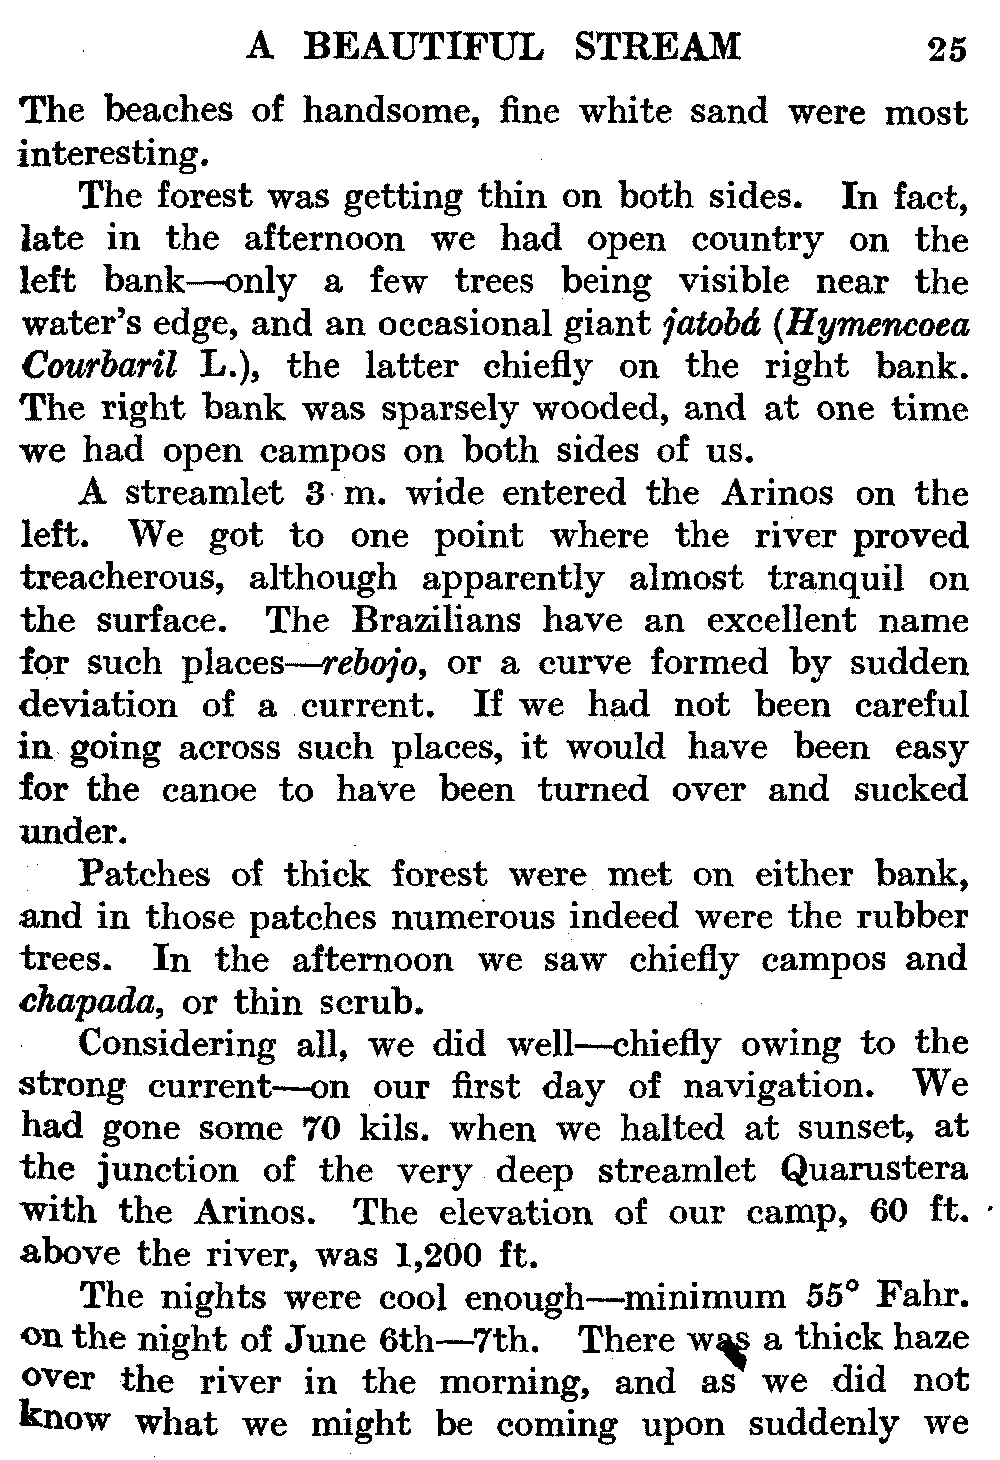 A BEAUTIFUL STREAM 25
The beaches of handsome, fine white sand were most
interesting.
The forest was getting thin on both sides. In fact,
late in the afternoon we had open country on the
left bank—only a few trees being visible near the
water's edge, and an occasional giant jatobá (Hymencoea
Courbaril L.), the latter chiefly on the right bank.
The right bank was sparsely wooded, and at one time
we had open campos on both sides of us.
A streamlet 3 m. wide entered the Arinos on the
left. We got to one point where the river proved
treacherous, although apparently almost tranquil on
the surface. The Brazilians have an excellent name
for such places—rebojo, or a curve formed by sudden
deviation of a current. If we had not been careful
in going across such places, it would have been easy
for the canoe to have been turned over and sucked
under.
Patches of thick forest were met on either bank,
and in those patches numerous indeed were the rubber
trees. In the afternoon we saw chiefly campos and
chapada, or thin scrub.
Considering all, we did well—chiefly owing to the
strong current—on our first day of navigation. We
had gone some 70 kils. when we halted at sunset, at
the junction of the very deep streamlet Quarustera
with the Arinos. The elevation of our camp, 60 ft.
above the river, was 1,200 ft.
The nights were cool enough—minimum 55° Fahr.
on the night of June 6th—7th. There was a thick haze
over the river in the morning, and as we did not
know what we might be coming upon suddenly we